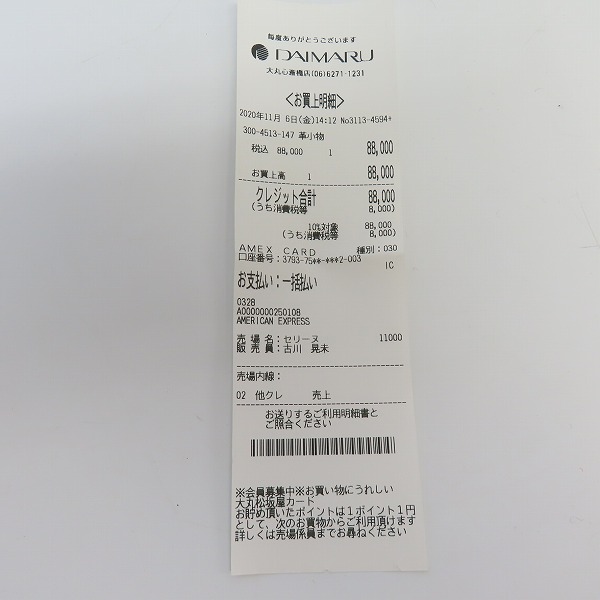 毎度ありがとうございます
DAIMARU
大丸心斎橋店(06)6271-1231
<お買上明細>
2020年11月 6日(金)14:12 No3113-4594+
300-4513-147 革小物
税込 88,000 1 88,000
お買上高 1 88,000
クレジット合計 88,000
(うち消費税等 8,000)
10%対象 88,000
(うち消費税等 8,000)
AMEX CARD 種別:030
口座番号:3793-75**-***2-003
IC
お支払い:一括払い
0328
A0000000250108
AMERICAN EXPRESS
売 場 名:セリーヌ 11000
販 売 員:古川 晃未
売場内線:
02 他クレ 売上
お送りするご利用明細書と
ご照合ください
※会員募集中※お買い物にうれしい
大丸松坂屋カード
お貯め頂いたポイントは1ポイント1円
として、次のお買物からご利用頂けます
詳しくは売場係員までお尋ねください